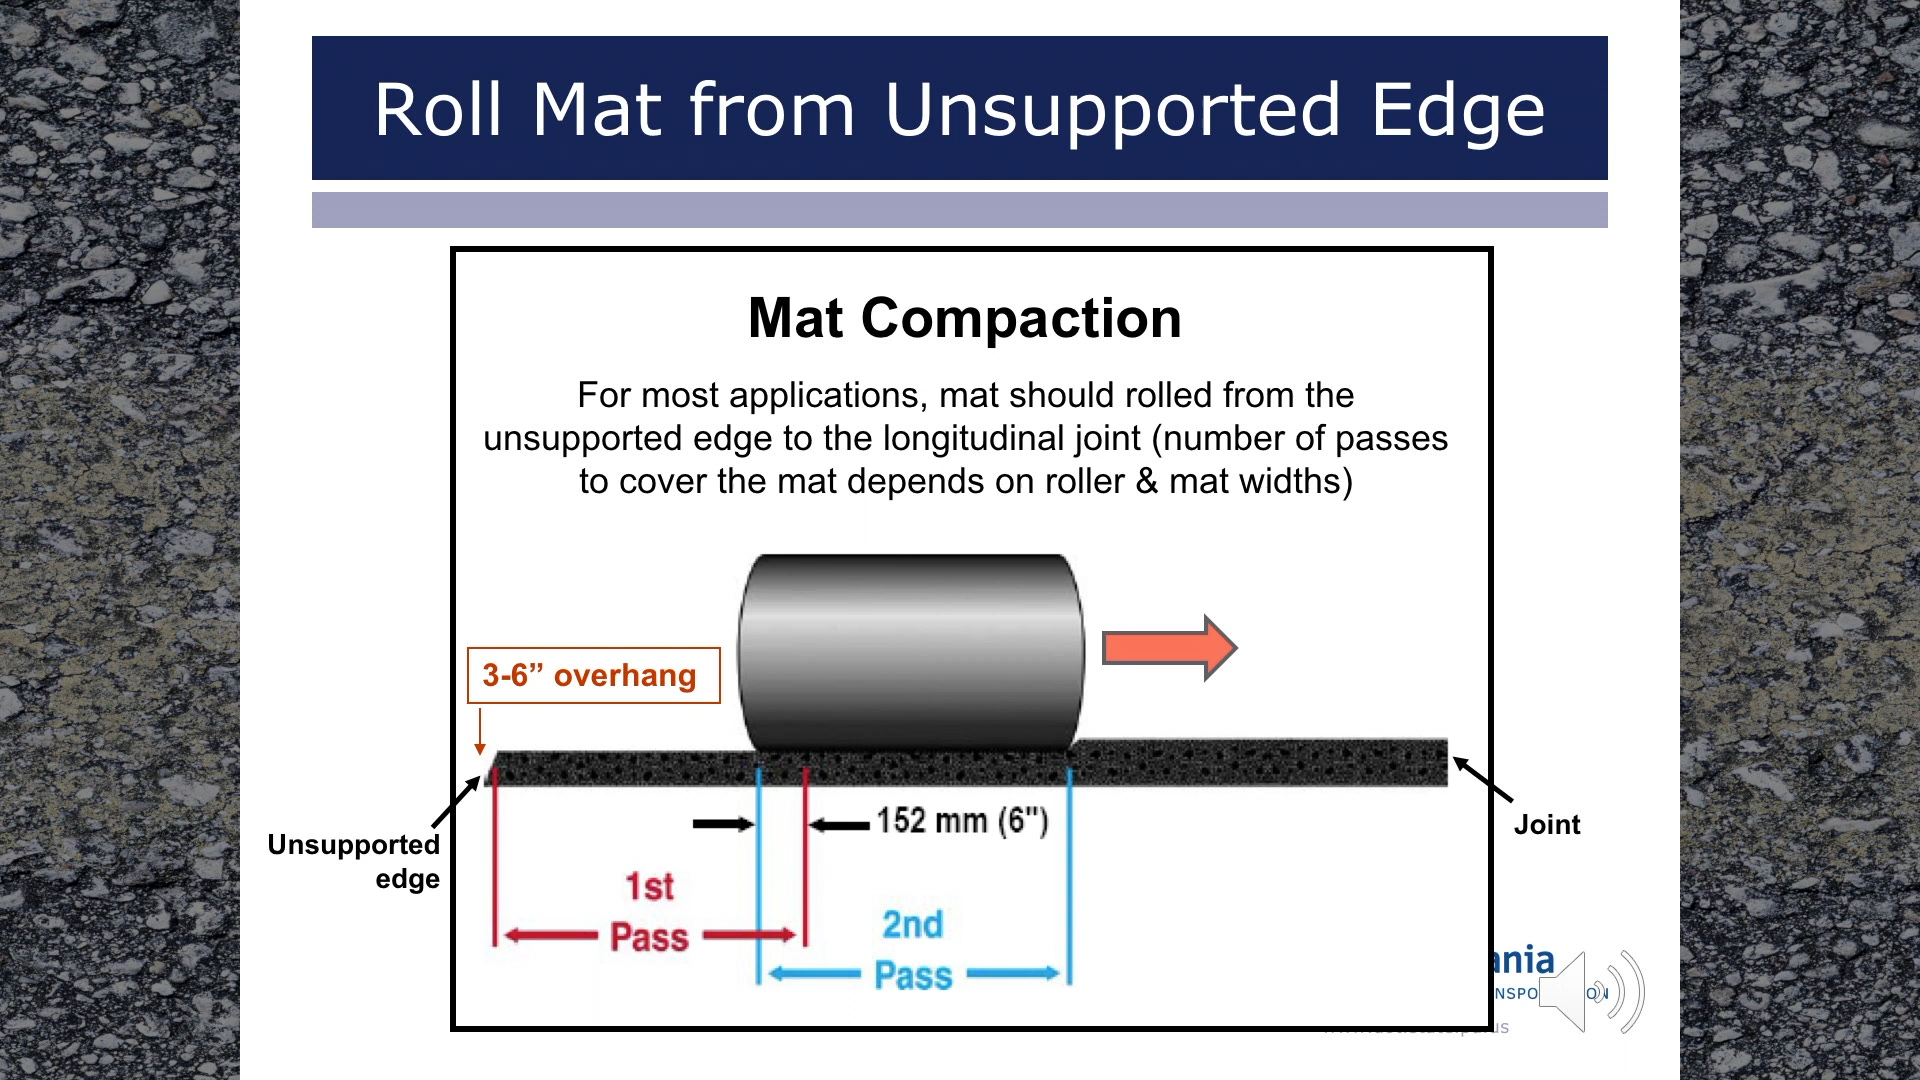 Roll Mat from Unsupported Edge
Mat Compaction
For most applications, mat should rolled from the
unsupported edge to the longitudinal joint (number of passes
to cover the mat depends on roller & mat widths)
3-6” overhang
Unsupported
edge
Joint
152 mm (6")
1st
Pass
2nd
Pass